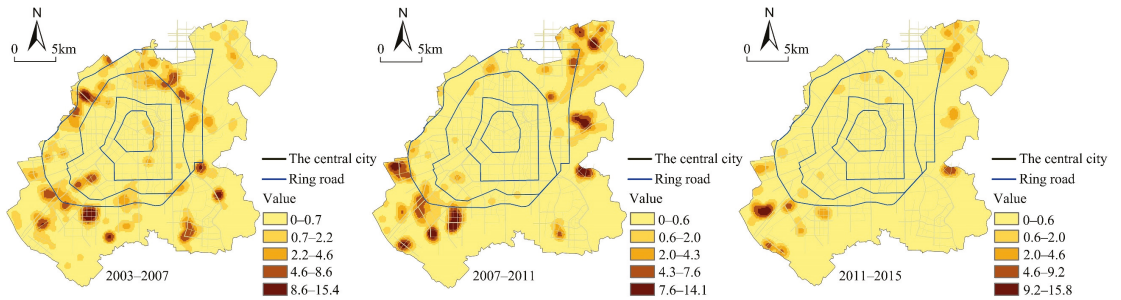 N
0 5km
The central city
Ring road
Value
0–0.7
0.7–2.2
2.2–4.6
4.6–8.6
8.6–15.4
2003–2007
N
0 5km
The central city
Ring road
Value
0–0.6
0.6–2.0
2.0–4.3
4.3–7.6
7.6–14.1
2007–2011
N
0 5km
The central city
Ring road
Value
0–0.6
0.6–2.0
2.0–4.6
4.6–9.2
9.2–15.8
2011–2015